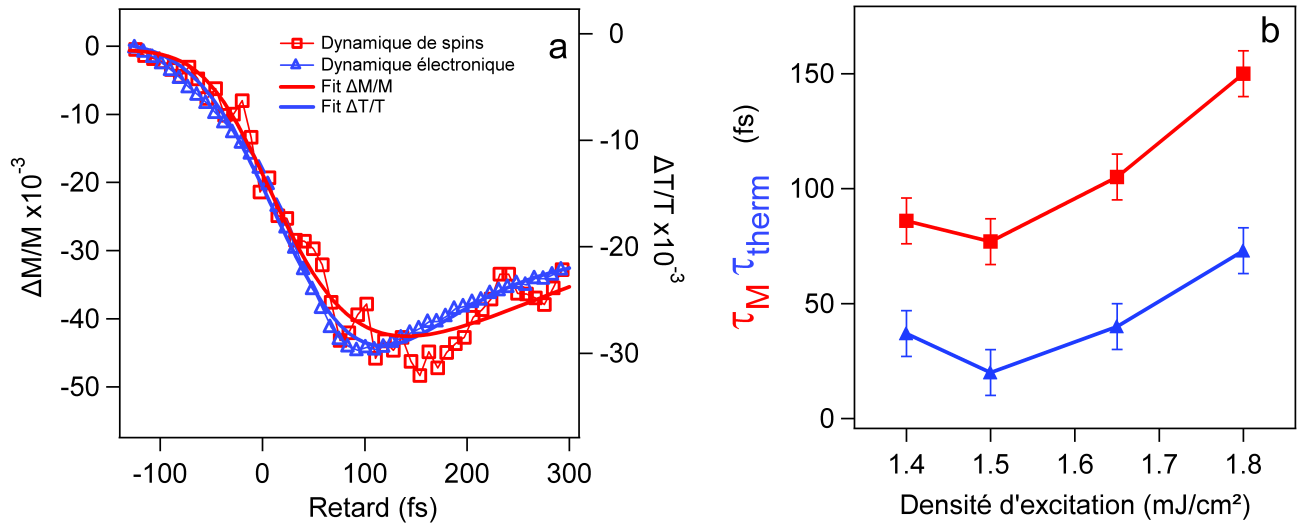 a
Dynamique de spins
Dynamique électronique
Fit ΔM/M
Fit ΔT/T
0
-10
-20
-30
-40
-50
ΔM/M x10⁻³
0
-10
-20
-30
ΔT/T x10⁻³
-100
0
100
200
300
Retard (fs)
b
150
100
50
0
τM τtherm (fs)
1.4
1.5
1.6
1.7
1.8
Densité d'excitation (mJ/cm²)